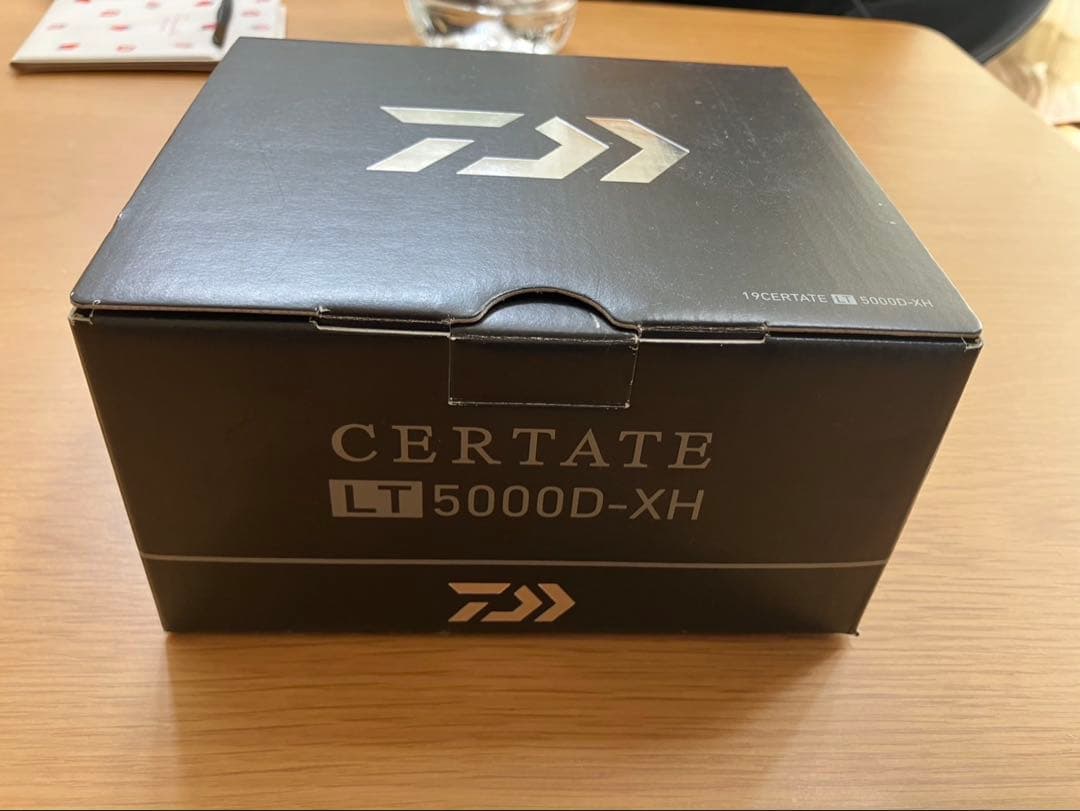 19CERTATE LT 5000D-XH
CERTATE
LT 5000D-XH